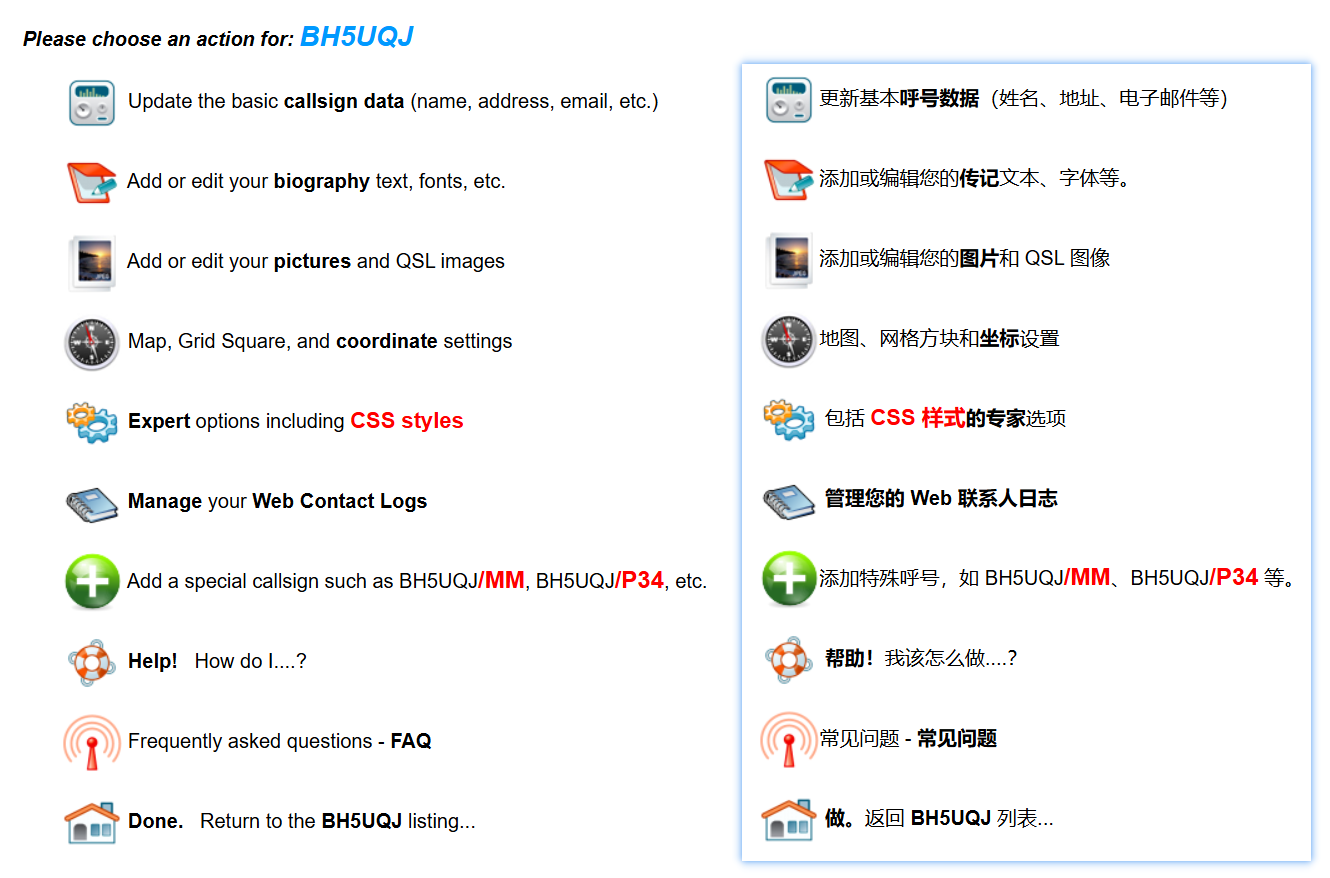 Please choose an action for: BH5UQJ
Update the basic callsign data (name, address, email, etc.)
Add or edit your biography text, fonts, etc.
Add or edit your pictures and QSL images
Map, Grid Square, and coordinate settings
Expert options including CSS styles
Manage your Web Contact Logs
Add a special callsign such as BH5UQJ/MM, BH5UQJ/P34, etc.
Help! How do I....?
Frequently asked questions - FAQ
Done. Return to the BH5UQJ listing...
更新基本呼号数据（姓名、地址、电子邮件等）
添加或编辑您的传记文本、字体等。
添加或编辑您的图片和 QSL 图像
地图、网格方块和坐标设置
包括 CSS 样式的专家选项
管理您的 Web 联系人日志
添加特殊呼号，如 BH5UQJ/MM、BH5UQJ/P34 等。
帮助！我该怎么做....？
常见问题 - 常见问题
做。返回 BH5UQJ 列表...